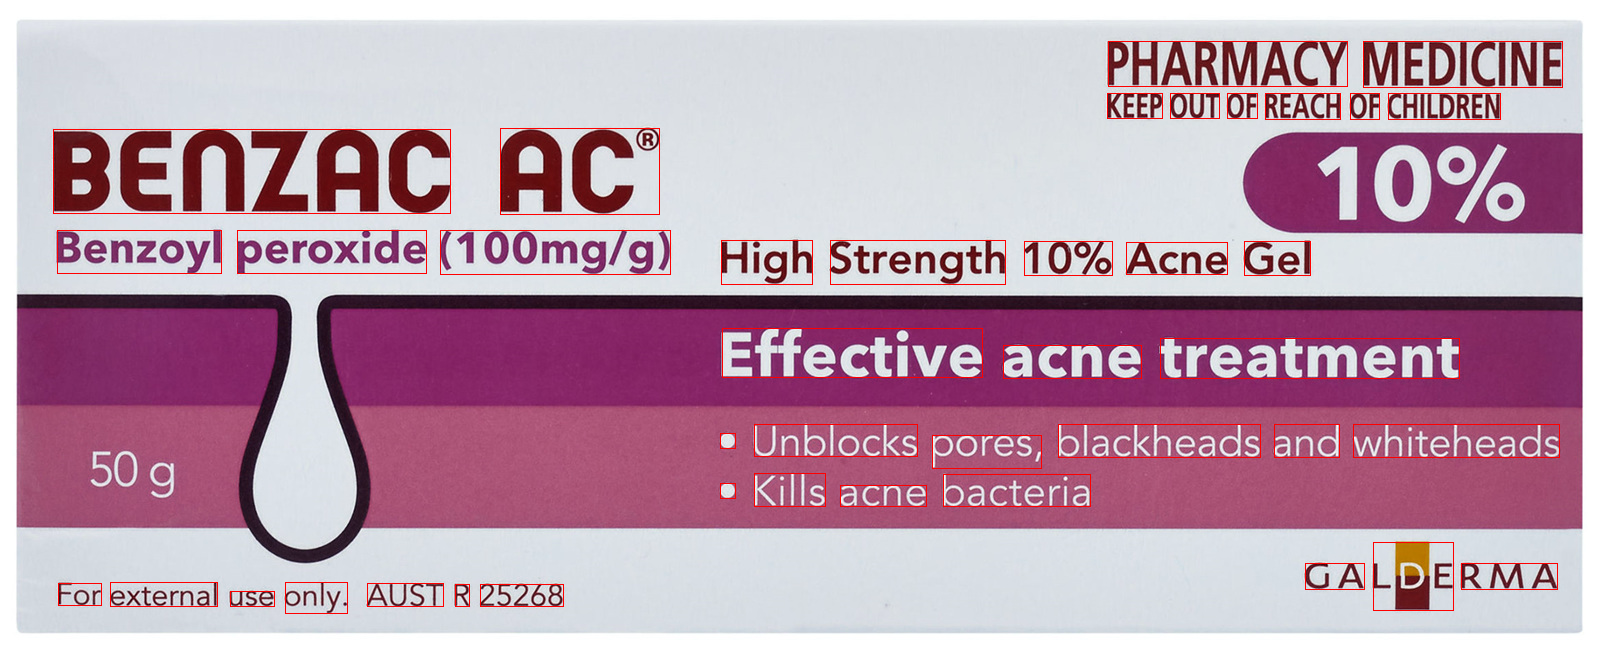 PHARMACY MEDICINE
KEEP OUT OF REACH OF CHILDREN
BENZAC AC®
10%
Benzoyl peroxide (100mg/g)
High Strength 10% Acne Gel
Effective acne treatment
• Unblocks pores, blackheads and whiteheads
50 g
• Kills acne bacteria
For external use only. AUST R 25268
GALDERMA